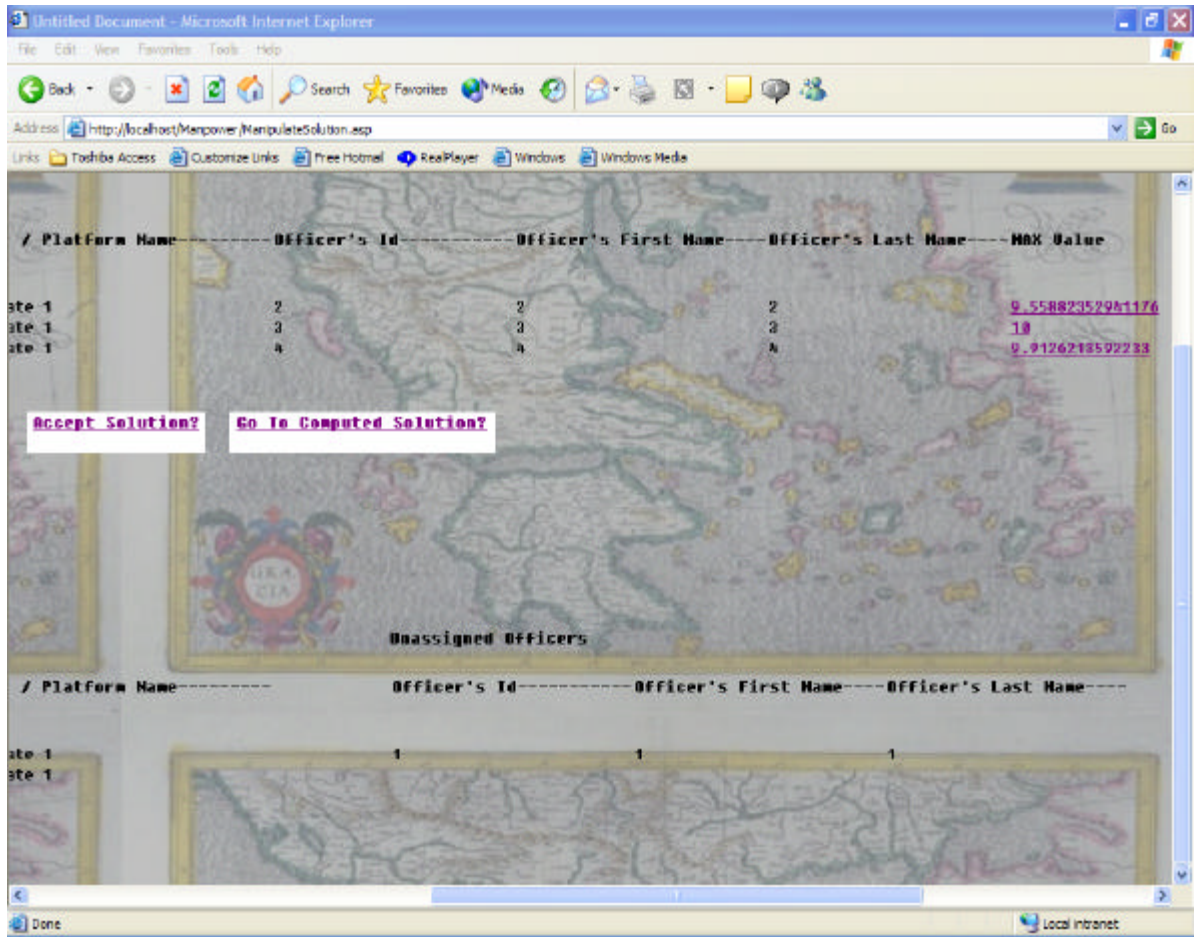 Untitled Document - Microsoft Internet Explorer
File Edit View Favorites Tools Help
Back Search Favorites Media
Address http://localhost/Manpower/ManipulateSolution.asp Go
Links Toshiba Access Customize Links Free Hotmail RealPlayer Windows Windows Media
/ Platform Name----------Officer's Id-----------Officer's First Name----Officer's Last Name----MAX Value
ate 1 2 2 2 9.55882352941176
ate 1 3 3 3 10
ate 1 4 4 4 9.9126213592233
Accept Solution? Go To Computed Solution?
Unassigned Officers
/ Platform Name--------- Officer's Id-----------Officer's First Name----Officer's Last Name----
ate 1 1 1 1
ate 1
Done Local intranet